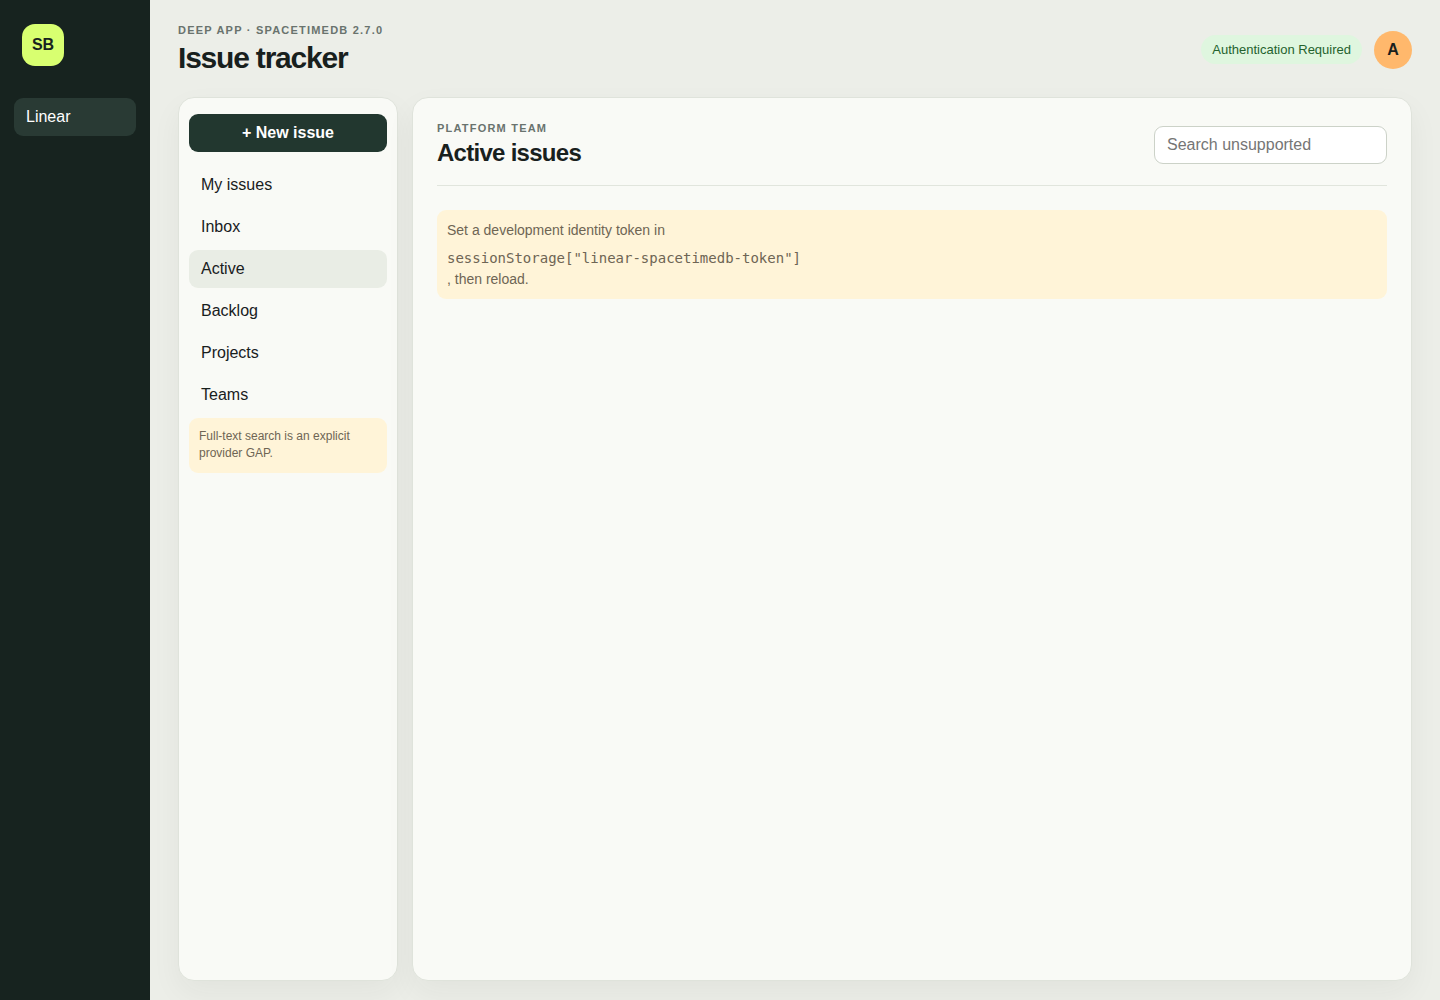 SB
Linear
DEEP APP · SPACETIMEDB 2.7.0
Issue tracker
Authentication Required
A
+ New issue
My issues
Inbox
Active
Backlog
Projects
Teams
Full-text search is an explicit
provider GAP.
PLATFORM TEAM
Active issues
Search unsupported
Set a development identity token in
sessionStorage["linear-spacetimedb-token"]
, then reload.